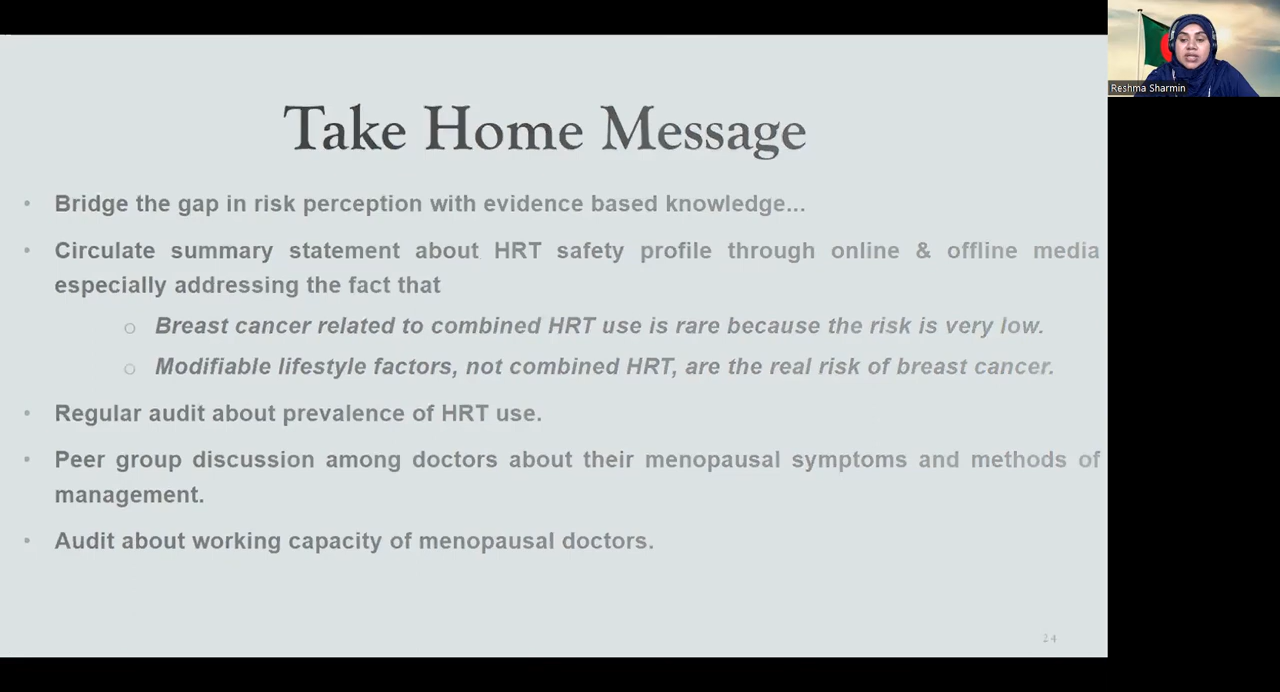 Take Home Message
• Bridge the gap in risk perception with evidence based knowledge...
• Circulate summary statement about HRT safety profile through online & offline media
especially addressing the fact that
o Breast cancer related to combined HRT use is rare because the risk is very low.
o Modifiable lifestyle factors, not combined HRT, are the real risk of breast cancer.
• Regular audit about prevalence of HRT use.
• Peer group discussion among doctors about their menopausal symptoms and methods of
management.
• Audit about working capacity of menopausal doctors.
24
Reshma Sharmin